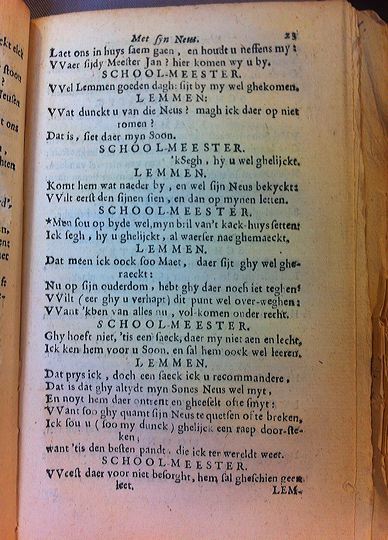 Met sijn Neus. 23
Laet ons in huys saem gaen, en houdt u neffens my:
VVaer sijdy Meester Jan? hier komen wy u by.
SCHOOL-MEESTER.
VVel Lemmen goeden dagh: sijt by my wel ghekomen.
LEMMEN:
VVat dunckt u van die Neus? magh ick daer op niet
romen?
Dat is, siet daer myn Soon.
SCHOOL-MEESTER.
'kSegh, hy u wel ghelijckt.
LEMMEN.
Komt hem wat naeder by, en wel sijn Neus bekyckt:
VVilt eerst den sijnen sien, en dan op mynen letten.
SCHOOL-MEESTER.
*Men sou op byde wel, myn bril van't kack-huys setten:
Ick segh, hy u ghelijckt, al waerser nae ghemaeckt,
LEMMEN.
Dat meen ick oock soo Maet, daer sijt ghy wel ghe-
raeckt:
Nu op sijn ouderdom, hebt ghy daer noch iet teghen?
VVilt (eer ghy u verhapt) dit punt wel over-weghen:
VVant 'kben van alles nu, vol-komen onder recht.
SCHOOL-MEESTER.
Ghy hoeft niet, 'tis een saeck, daer my niet aen en lecht,
Ick ken hem voor u Soon, en sal hem oock wel leeren.
LEMMEN.
Dat prys ick, doch een saeck ick u recommandere,
Dat is dat ghy altydt myn Sones Neus wel myt,
En noyt hem daer ontrent en gheeselt ofte smyt:
VVant soo ghy quamt sijn Neus te quetsen ofte breken,
Ick sou u (soo my dunck) ghelijck een raep door-ste-
ken,
want 'tis den besten pandt, die ick ter wereldt weet.
SCHOOL-MEESTER.
VVeest daer voor niet besorght, hem sal gheschien geen
leet.
LEM-